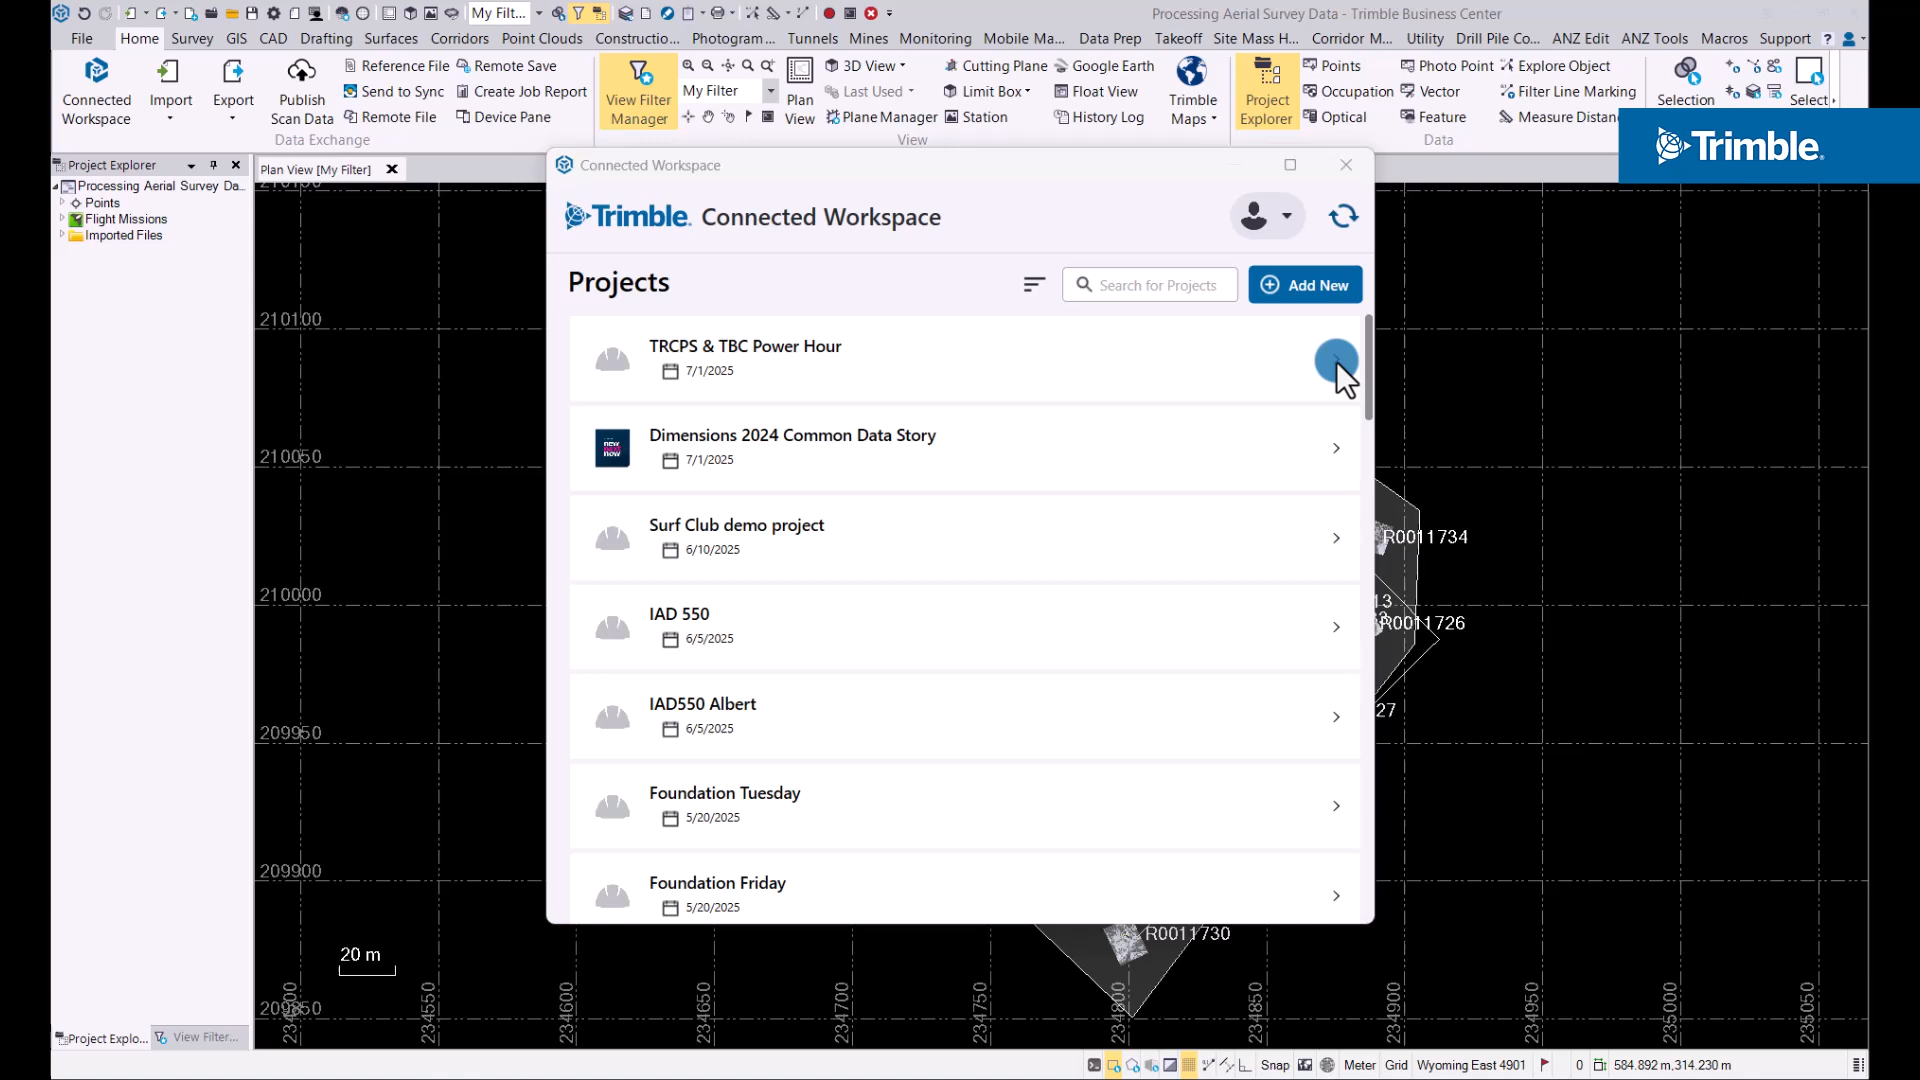 My Filt...
Processing Aerial Survey Data - Trimble Business Center
File Home Survey GIS CAD Drafting Surfaces Corridors Point Clouds Constructio... Photogram... Tunnels Mines Monitoring Mobile Ma... Data Prep Takeoff Site Mass H... Corridor M... Utility Drill Pile Co... ANZ Edit ANZ Tools Macros Support
Connected Workspace
Import
Export
Publish Scan Data
Reference File
Send to Sync
Remote File
Remote Save
Create Job Report
Device Pane
Data Exchange
View Filter Manager
My Filter
Plan View
3D View
Last Used
Plane Manager
Cutting Plane
Limit Box
Station
Google Earth
Float View
History Log
View
Trimble Maps
Project Explorer
Points
Occupation
Optical
Photo Point
Vector
Feature
Explore Object
Filter Line Marking
Measure Distan
Data
Selection
Select
Trimble
Project Explorer
Processing Aerial Survey Da...
Points
Flight Missions
Imported Files
Plan View [My Filter]
Connected Workspace
Trimble Connected Workspace
Projects
Search for Projects
Add New
TRCPS & TBC Power Hour
7/1/2025
Dimensions 2024 Common Data Story
7/1/2025
Surf Club demo project
6/10/2025
IAD 550
6/5/2025
IAD550 Albert
6/5/2025
Foundation Tuesday
5/20/2025
Foundation Friday
5/20/2025
210150
210100
210050
210000
209950
209900
209850
R0011734
13
R0011726
27
R0011730
20 m
234550
234600
234650
234700
234750
234800
234850
234900
234950
235000
235050
Project Explo...
View Filter...
Snap
Meter
Grid
Wyoming East 4901
0
584.892 m,314.230 m